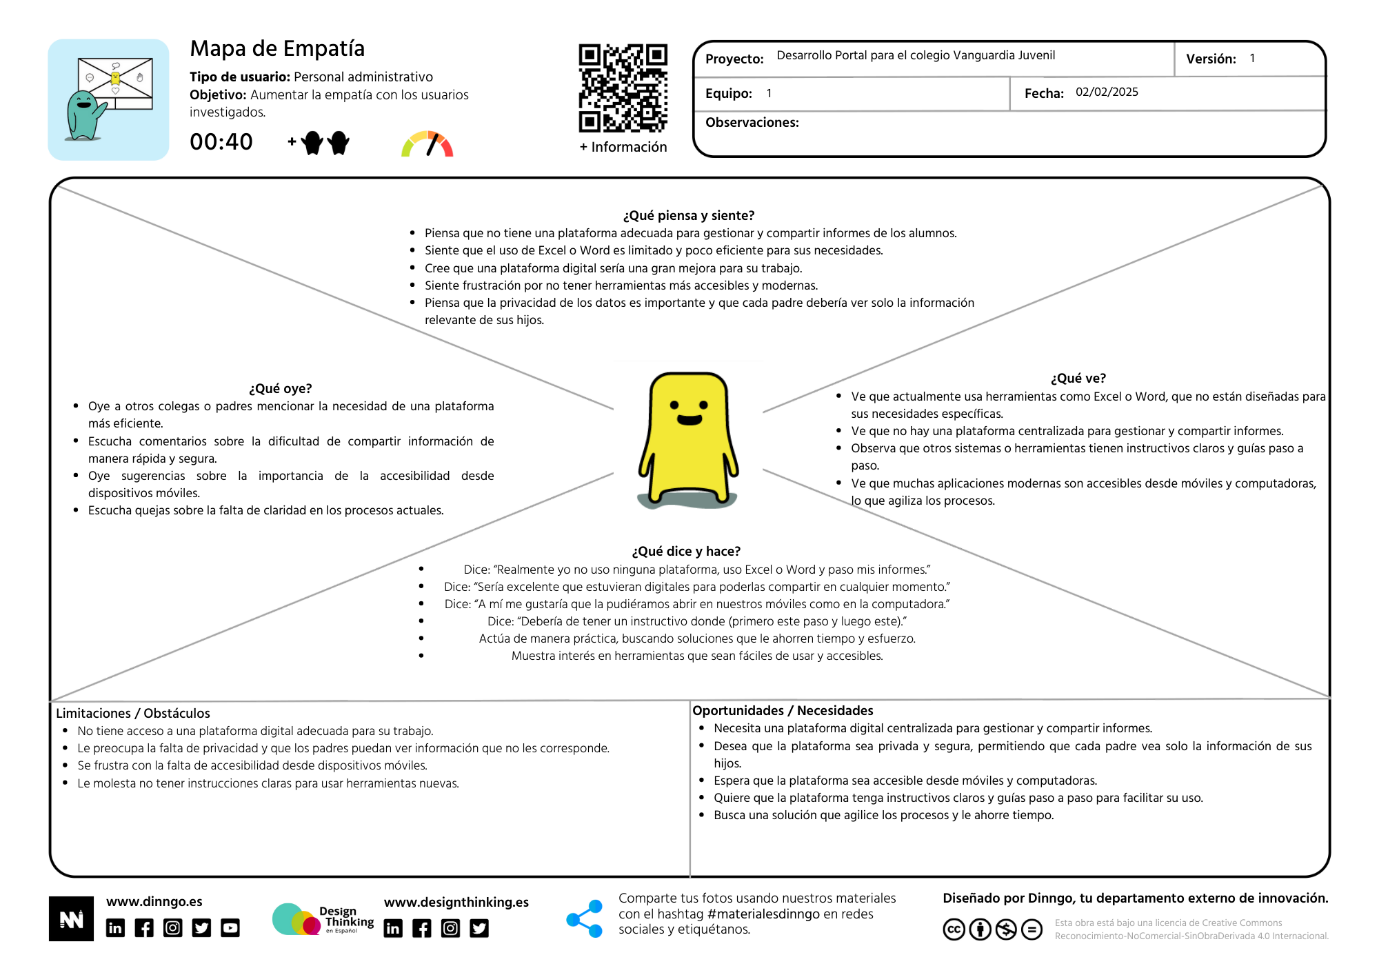 Mapa de Empatía
Tipo de usuario: Personal administrativo
Objetivo: Aumentar la empatía con los usuarios
investigados.
00:40
+
+ Información
Proyecto: Desarrollo Portal para el colegio Vanguardia Juvenil
Versión: 1
Equipo: 1
Fecha: 02/02/2025
Observaciones:
¿Qué piensa y siente?
• Piensa que no tiene una plataforma adecuada para gestionar y compartir informes de los alumnos.
• Siente que el uso de Excel o Word es limitado y poco eficiente para sus necesidades.
• Cree que una plataforma digital sería una gran mejora para su trabajo.
• Siente frustración por no tener herramientas más accesibles y modernas.
• Piensa que la privacidad de los datos es importante y que cada padre debería ver solo la información
relevante de sus hijos.
¿Qué oye?
• Oye a otros colegas o padres mencionar la necesidad de una plataforma
más eficiente.
• Escucha comentarios sobre la dificultad de compartir información de
manera rápida y segura.
• Oye sugerencias sobre la importancia de la accesibilidad desde
dispositivos móviles.
• Escucha quejas sobre la falta de claridad en los procesos actuales.
¿Qué ve?
• Ve que actualmente usa herramientas como Excel o Word, que no están diseñadas para
sus necesidades específicas.
• Ve que no hay una plataforma centralizada para gestionar y compartir informes.
• Observa que otros sistemas o herramientas tienen instructivos claros y guías paso a
paso.
• Ve que muchas aplicaciones modernas son accesibles desde móviles y computadoras,
lo que agiliza los procesos.
¿Qué dice y hace?
• Dice: "Realmente yo no uso ninguna plataforma, uso Excel o Word y paso mis informes."
• Dice: "Sería excelente que estuvieran digitales para poderlas compartir en cualquier momento."
• Dice: "A mí me gustaría que la pudiéramos abrir en nuestros móviles como en la computadora."
• Dice: "Debería de tener un instructivo donde (primero este paso y luego este)."
• Actúa de manera práctica, buscando soluciones que le ahorren tiempo y esfuerzo.
• Muestra interés en herramientas que sean fáciles de usar y accesibles.
Limitaciones / Obstáculos
• No tiene acceso a una plataforma digital adecuada para su trabajo.
• Le preocupa la falta de privacidad y que los padres puedan ver información que no les corresponde.
• Se frustra con la falta de accesibilidad desde dispositivos móviles.
• Le molesta no tener instrucciones claras para usar herramientas nuevas.
Oportunidades / Necesidades
• Necesita una plataforma digital centralizada para gestionar y compartir informes.
• Desea que la plataforma sea privada y segura, permitiendo que cada padre vea solo la información de sus
hijos.
• Espera que la plataforma sea accesible desde móviles y computadoras.
• Quiere que la plataforma tenga instructivos claros y guías paso a paso para facilitar su uso.
• Busca una solución que agilice los procesos y le ahorre tiempo.
www.dinngo.es
Design
Thinking
en Español
www.designthinking.es
Comparte tus fotos usando nuestros materiales
con el hashtag #materialesdinngo en redes
sociales y etiquétanos.
Diseñado por Dinngo, tu departamento externo de innovación.
Esta obra está bajo una licencia de Creative Commons
Reconocimiento-NoComercial-SinObraDerivada 4.0 Internacional.